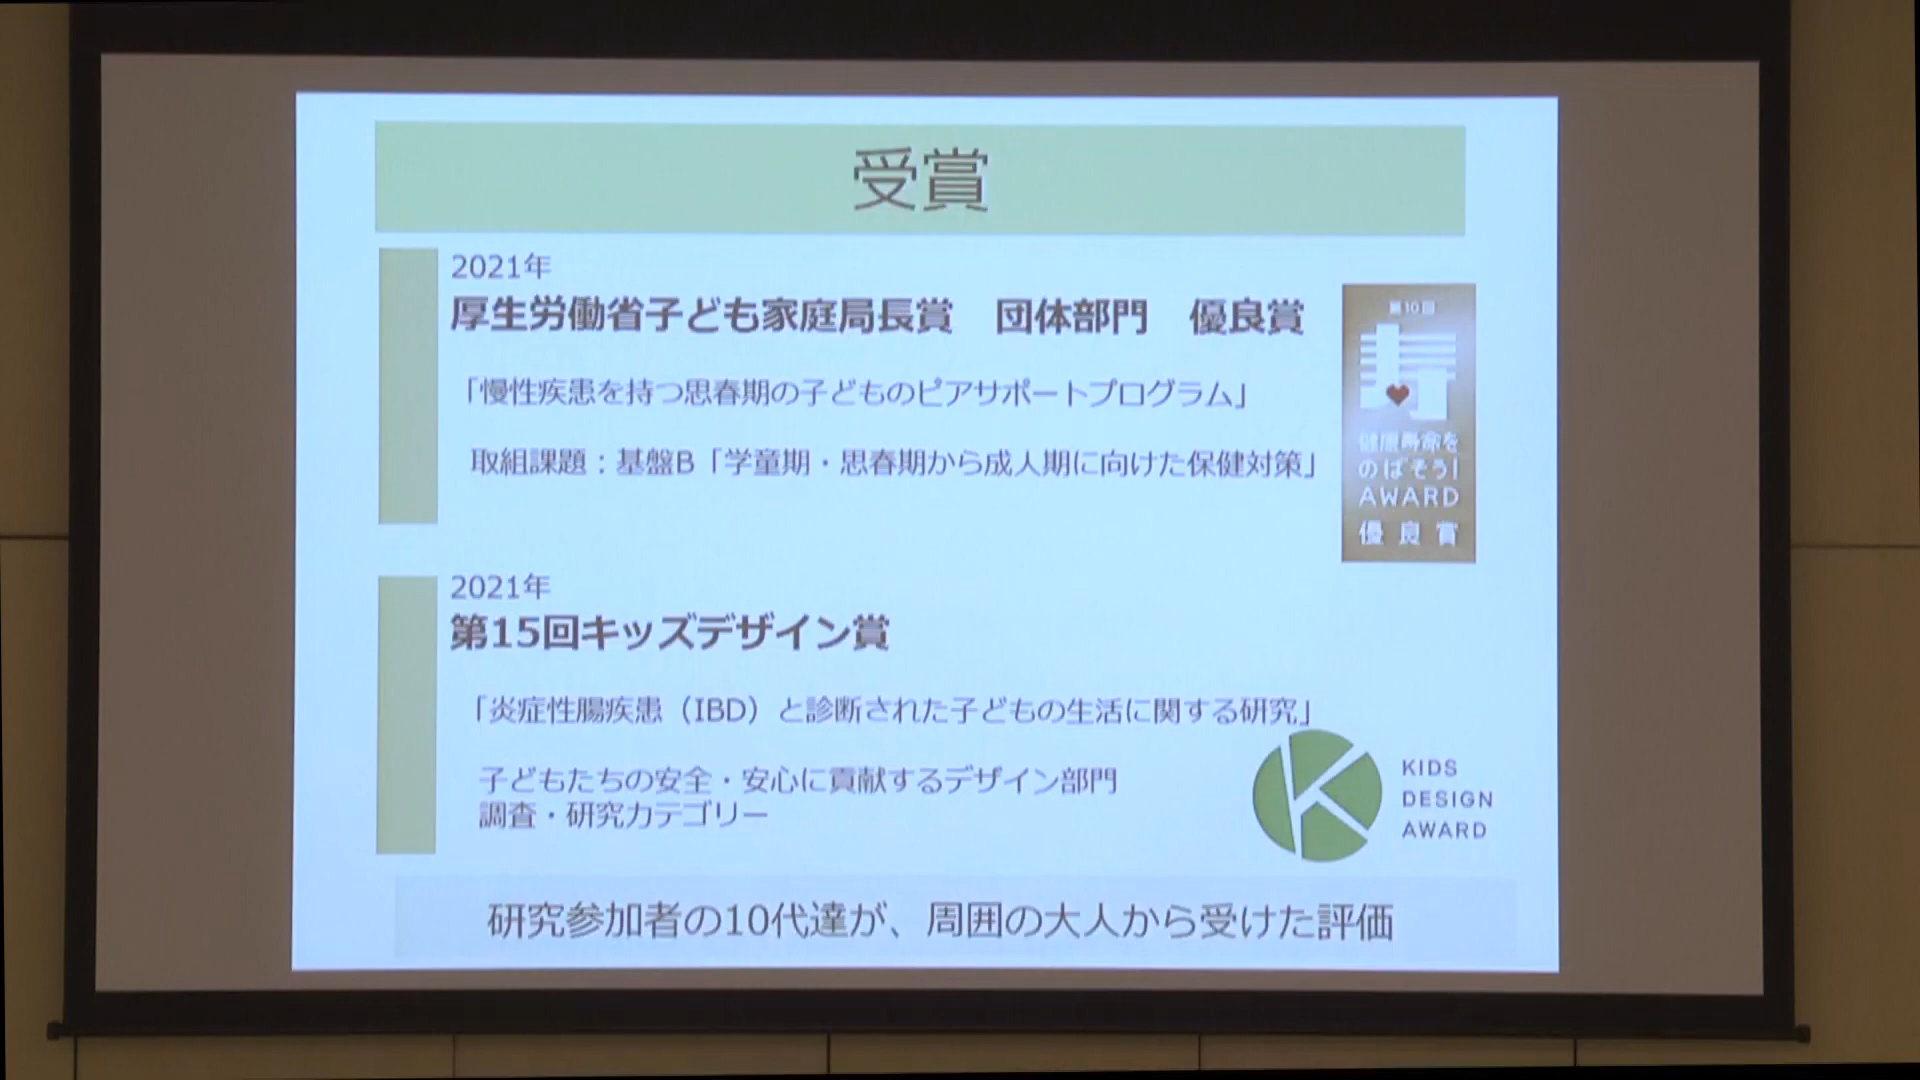 受賞
2021年
厚生労働省子ども家庭局長賞　団体部門　優良賞
「慢性疾患を持つ思春期の子どものピアサポートプログラム」
取組課題：基盤B「学童期・思春期から成人期に向けた保健対策」
第10回
健康寿命を
のばそう!
AWARD
優良賞
2021年
第15回キッズデザイン賞
「炎症性腸疾患（IBD）と診断された子どもの生活に関する研究」
子どもたちの安全・安心に貢献するデザイン部門
調査・研究カテゴリー
KIDS
DESIGN
AWARD
研究参加者の10代達が、周囲の大人から受けた評価